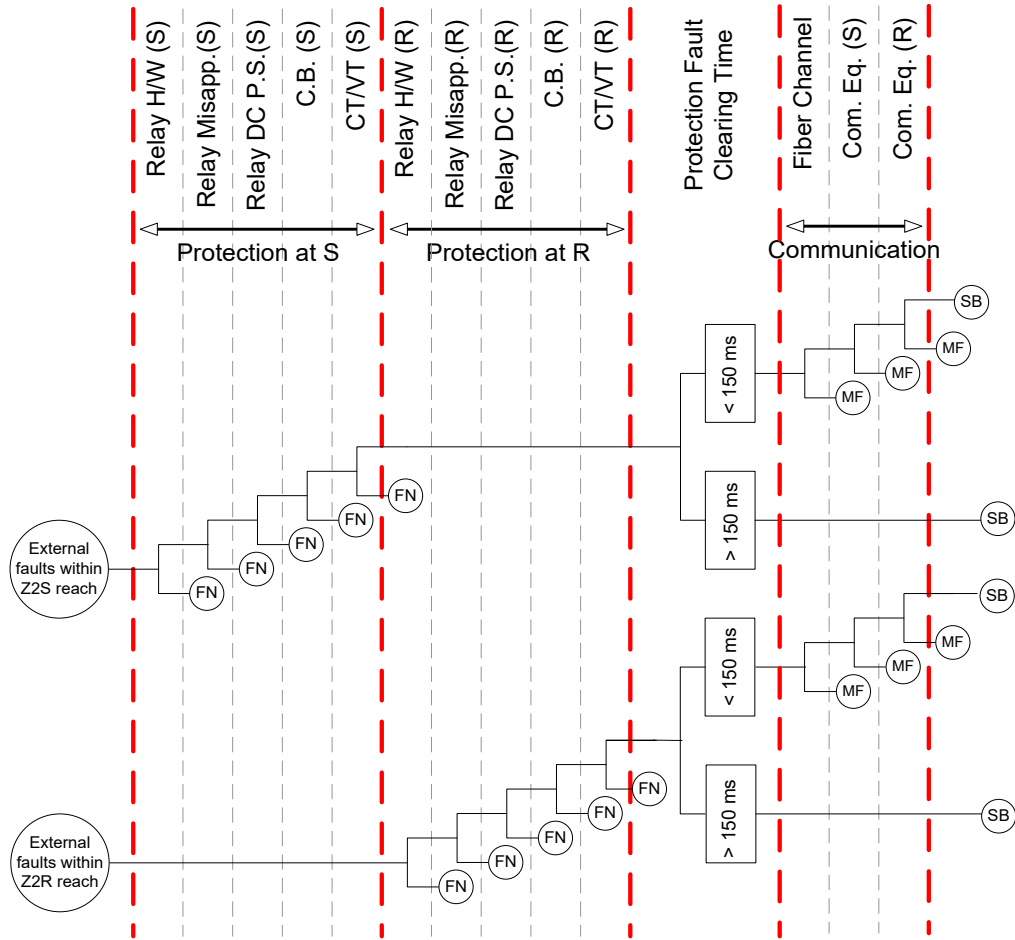 Relay H/W (S)
Relay Misapp.(S)
Relay DC P.S.(S)
C.B. (S)
CT/VT (S)
Relay H/W (R)
Relay Misapp.(R)
Relay DC P.S.(R)
C.B. (R)
CT/VT (R)
Protection Fault
Clearing Time
Fiber Channel
Com. Eq. (S)
Com. Eq. (R)
Protection at S
Protection at R
Communication
SB
MF
MF
MF
< 150 ms
FN
FN
FN
FN
FN
> 150 ms
SB
External
faults within
Z2S reach
SB
MF
MF
MF
< 150 ms
FN
FN
FN
FN
FN
> 150 ms
SB
External
faults within
Z2R reach